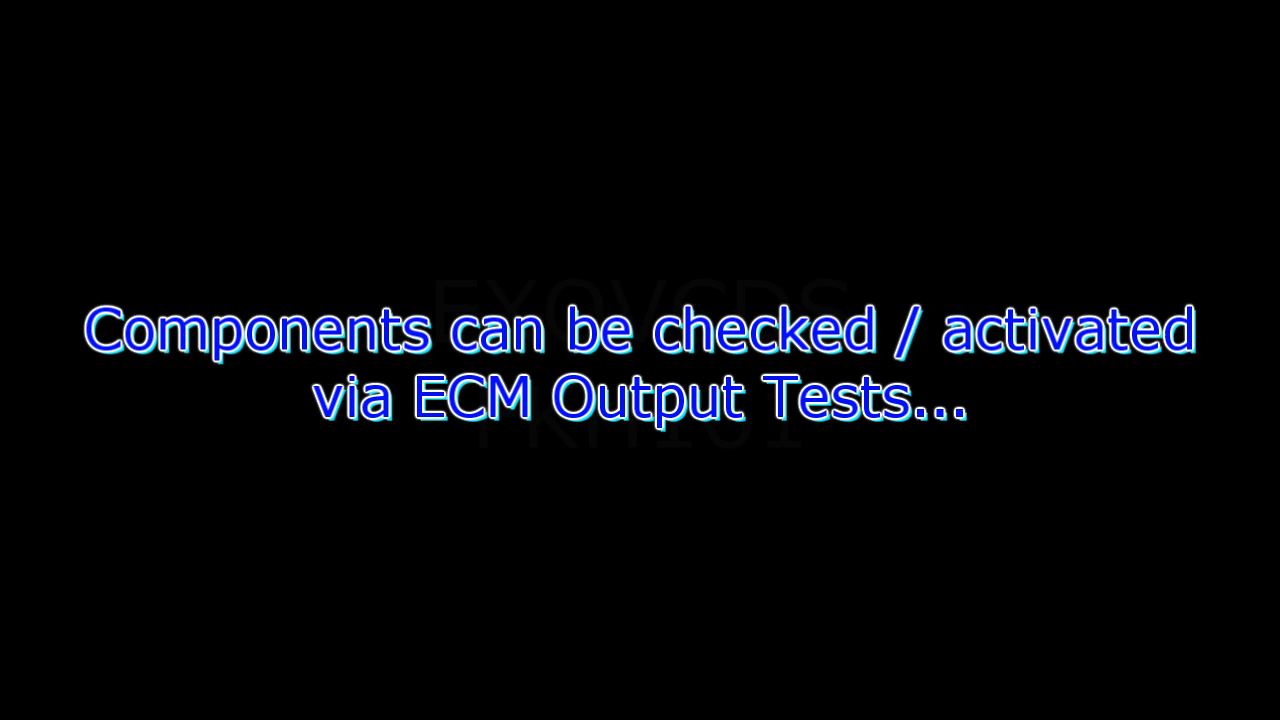 Components can be checked / activated
via ECM Output Tests...